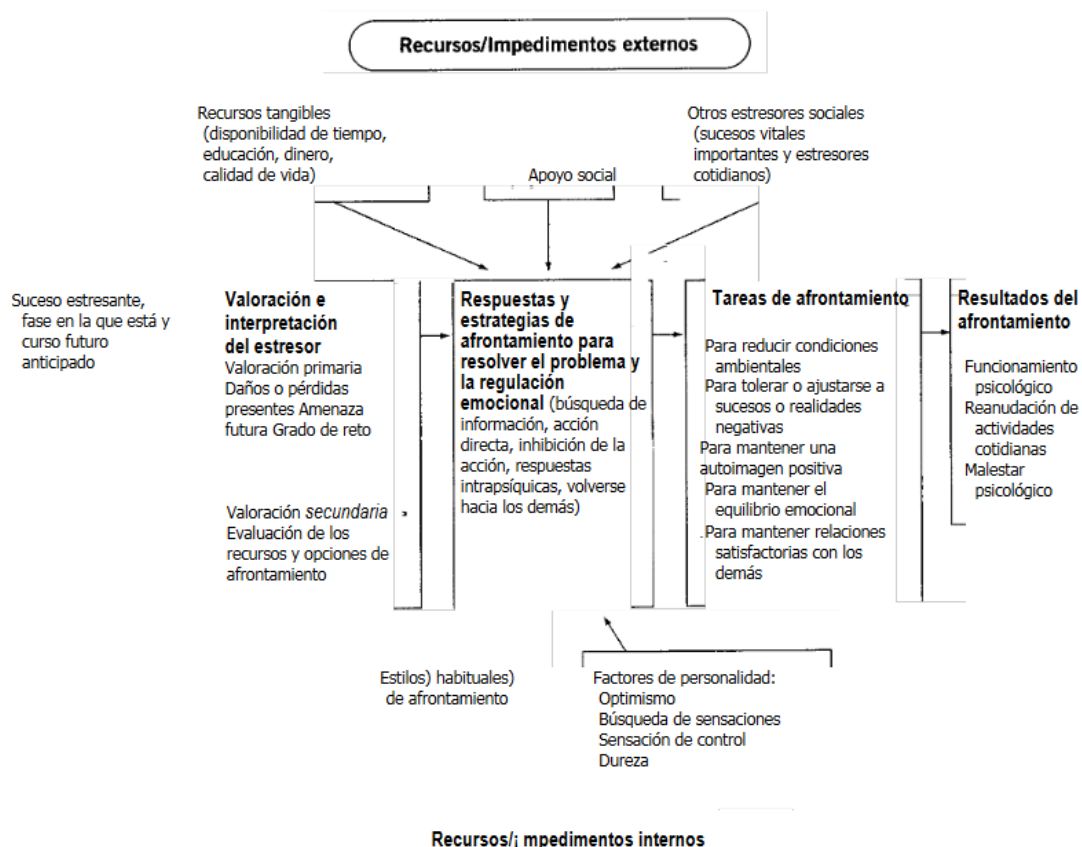 Recursos/Impedimentos externos
Recursos tangibles
(disponibilidad de tiempo,
educación, dinero,
calidad de vida)
Apoyo social
Otros estresores sociales
(sucesos vitales
importantes y estresores
cotidianos)
Suceso estresante,
fase en la que está y
curso futuro
anticipado
Valoración e
interpretación
del estresor
Valoración primaria
Daños o pérdidas
presentes Amenaza
futura Grado de reto
Valoración secundaria
Evaluación de los
recursos y opciones de
afrontamiento
Respuestas y
estrategias de
afrontamiento para
resolver el problema y
la regulación
emocional (búsqueda de
información, acción
directa, inhibición de la
acción, respuestas
intrapsíquicas, volverse
hacia los demás)
Tareas de afrontamiento
Para reducir condiciones
ambientales
Para tolerar o ajustarse a
sucesos o realidades
negativas
Para mantener una
autoimagen positiva
Para mantener el
equilibrio emocional
Para mantener relaciones
satisfactorias con los
demás
Resultados del
afrontamiento
Funcionamiento
psicológico
Reanudación de
actividades
cotidianas
Malestar
psicológico
Estilos) habituales)
de afrontamiento
Factores de personalidad:
Optimismo
Búsqueda de sensaciones
Sensación de control
Dureza
Recursos/¡ mpedimentos internos